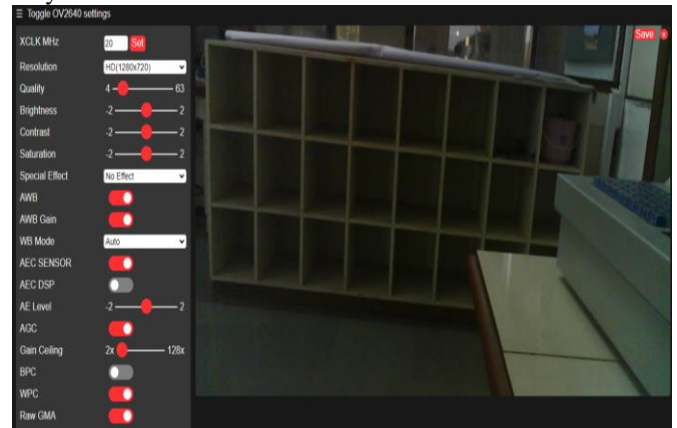 ☰ Toggle OV2640 settings
XCLK MHz 20 Set
Resolution HD(1280x720)
Quality 4 63
Brightness -2 2
Contrast -2 2
Saturation -2 2
Special Effect No Effect
AWB
AWB Gain
WB Mode Auto
AEC SENSOR
AEC DSP
AE Level -2 2
AGC
Gain Ceiling 2x 128x
BPC
WPC
Raw GMA
Save ×